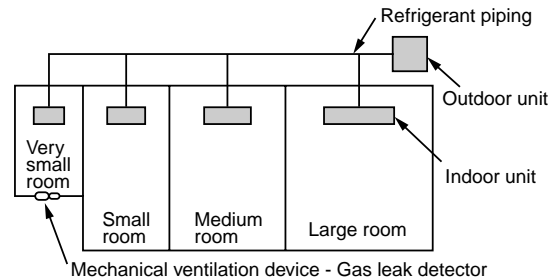 Refrigerant piping
Outdoor unit
Very
small
room
Indoor unit
Small
room
Medium
room
Large room
Mechanical ventilation device - Gas leak detector